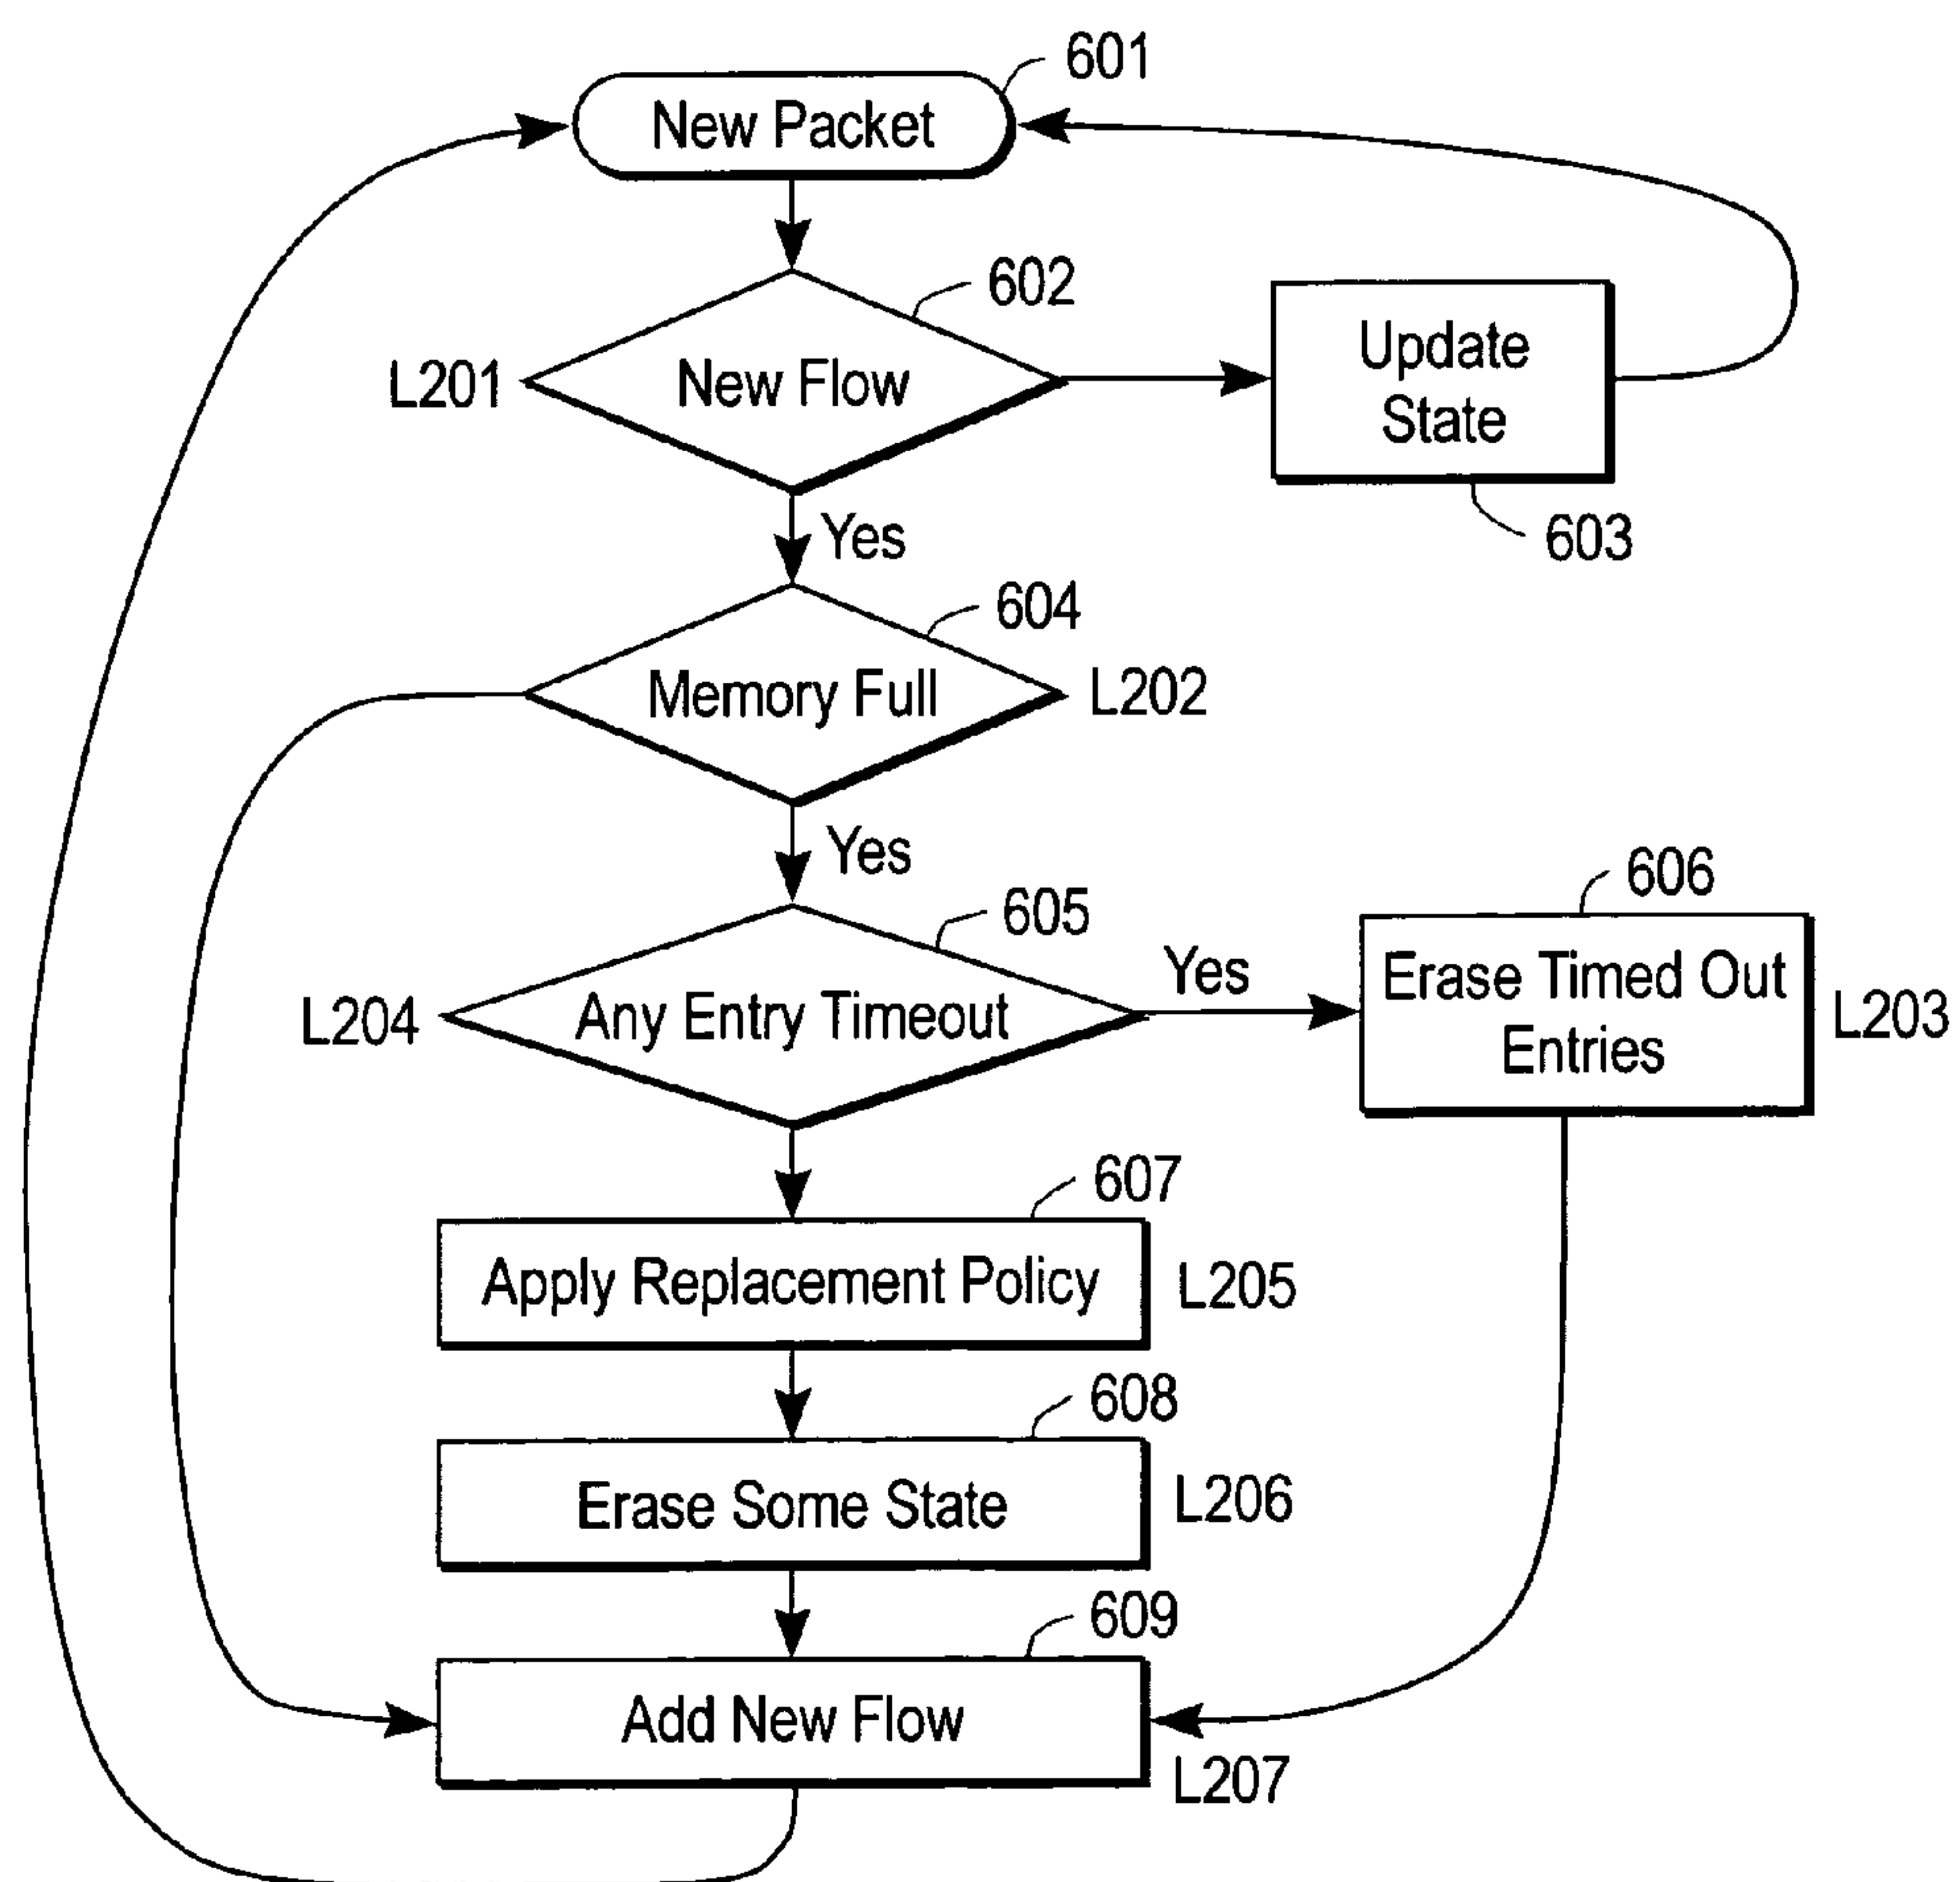 601
New Packet
602
L201
New Flow
Update
State
603
Yes
604
Memory Full
L202
Yes
605
606
L204
Any Entry Timeout
Yes
Erase Timed Out
Entries
L203
607
Apply Replacement Policy
L205
608
Erase Some State
L206
609
Add New Flow
L207